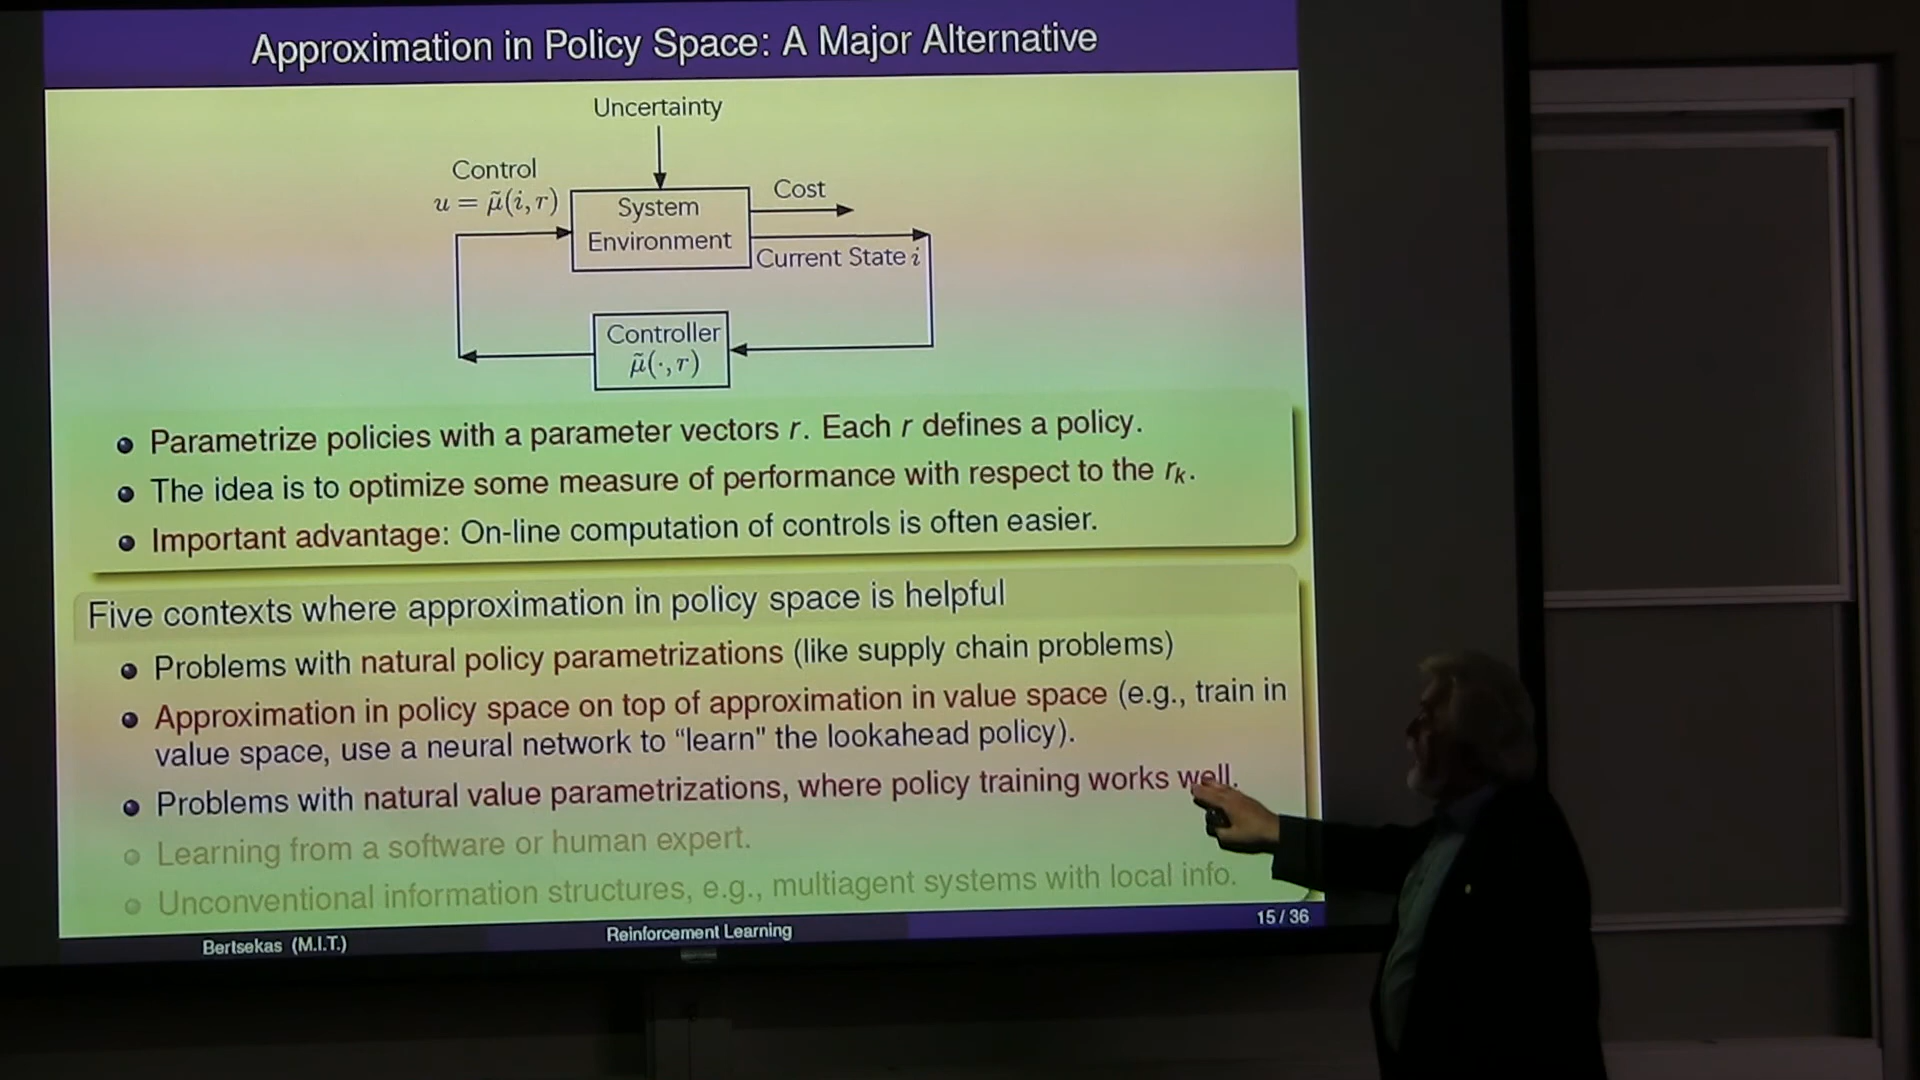 Approximation in Policy Space: A Major Alternative
Uncertainty
Control
u = μ̃(i, r)
System
Environment
Cost
Current State i
Controller
μ̃(·, r)
Parametrize policies with a parameter vectors r. Each r defines a policy.
The idea is to optimize some measure of performance with respect to the rₖ.
Important advantage: On-line computation of controls is often easier.
Five contexts where approximation in policy space is helpful
Problems with natural policy parametrizations (like supply chain problems)
Approximation in policy space on top of approximation in value space (e.g., train in
value space, use a neural network to “learn" the lookahead policy).
Problems with natural value parametrizations, where policy training works well.
Learning from a software or human expert.
Unconventional information structures, e.g., multiagent systems with local info.
Bertsekas (M.I.T.)
Reinforcement Learning
15 / 36